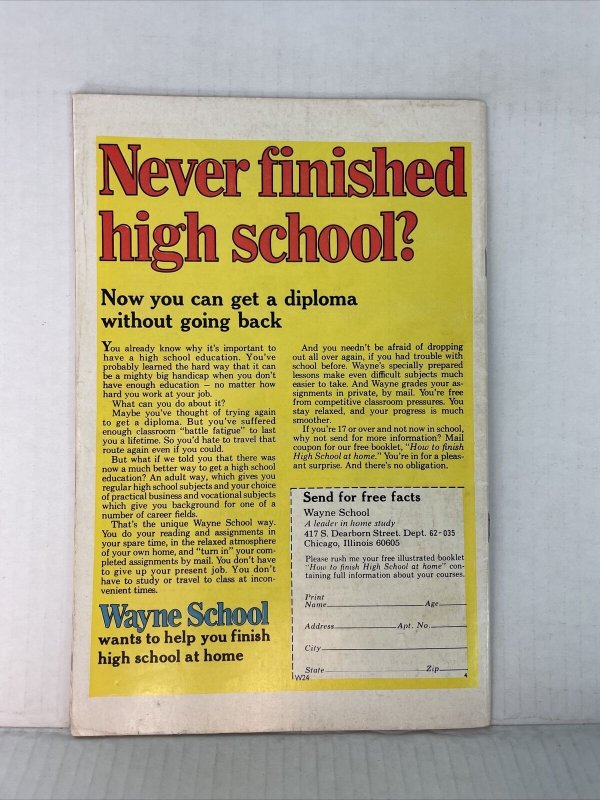 Never finished
high school?
Now you can get a diploma
without going back
You already know why it's important to
have a high school education. You've
probably learned the hard way that it can
be a mighty big handicap when you don't
have enough education — no matter how
hard you work at your job.
What can you do about it?
Maybe you've thought of trying again
to get a diploma. But you've suffered
enough classroom "battle fatigue" to last
you a lifetime. So you'd hate to travel that
route again even if you could.
But what if we told you that there was
now a much better way to get a high school
education? An adult way, which gives you
regular high school subjects and your choice
of practical business and vocational subjects
which give you background for one of a
number of career fields.
That's the unique Wayne School way.
You do your reading and assignments in
your spare time, in the relaxed atmosphere
of your own home, and "turn in" your com-
pleted assignments by mail. You don't have
to give up your present job. You don't
have to study or travel to class at incon-
venient times.
Wayne School
wants to help you finish
high school at home
And you needn't be afraid of dropping
out all over again, if you had trouble with
school before. Wayne's specially prepared
lessons make even difficult subjects much
easier to take. And Wayne grades your as-
signments in private, by mail. You're free
from competitive classroom pressures. You
stay relaxed, and your progress is much
smoother.
If you're 17 or over and not now in school,
why not send for more information? Mail
coupon for our free booklet, "How to finish
High School at home." You're in for a pleas-
ant surprise. And there's no obligation.
Send for free facts
Wayne School
A leader in home study
417 S. Dearborn Street. Dept. 62-035
Chicago, Illinois 60605
Please rush me your free illustrated booklet
"How to finish High School at home" con-
taining full information about your courses.
Print
Name Age
Address Apt. No.
City
State Zip
W24 4